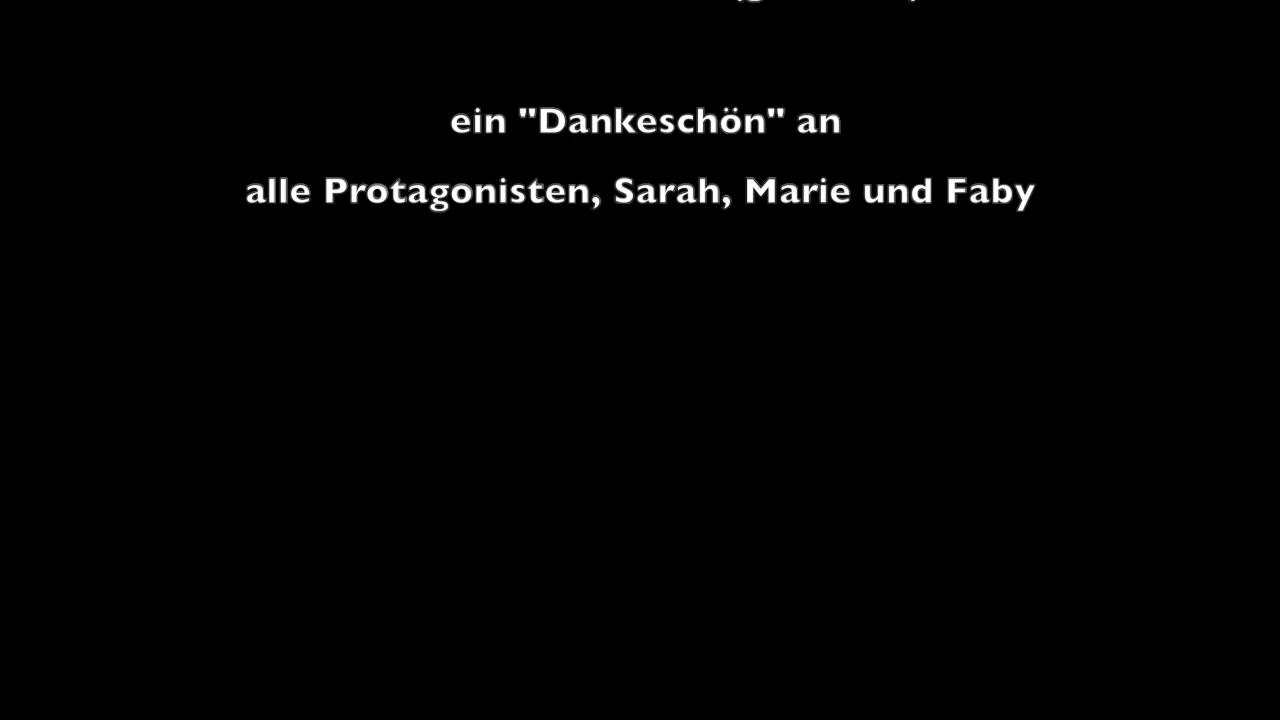 ein "Dankeschön" an
alle Protagonisten, Sarah, Marie und Faby